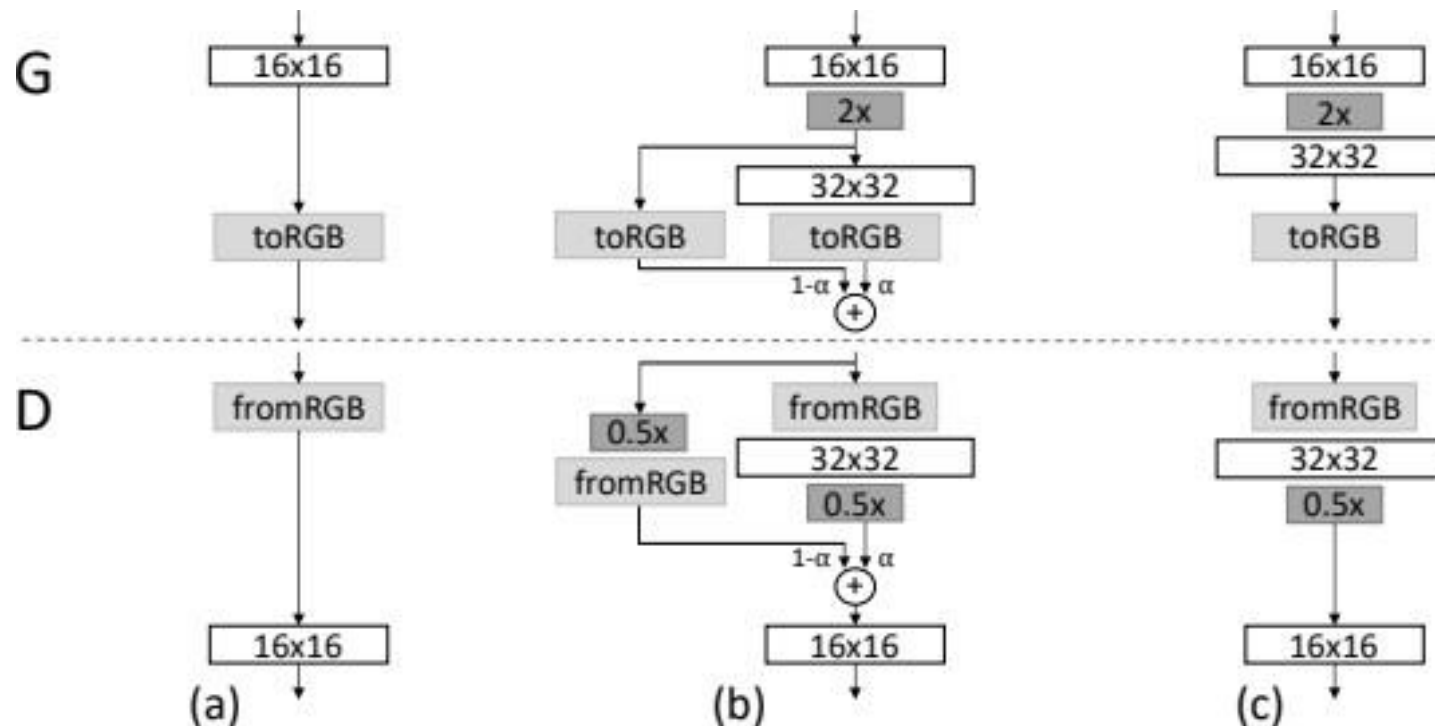 G
16x16
toRGB
16x16
2x
32x32
toRGB
toRGB
1-α
α
+
16x16
2x
32x32
toRGB
D
fromRGB
16x16
(a)
fromRGB
0.5x
32x32
fromRGB
0.5x
1-α
α
+
16x16
(b)
fromRGB
32x32
0.5x
16x16
(c)